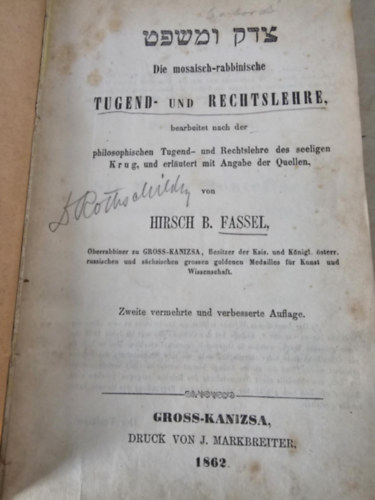 צדק ומשפט
Die mosaisch-rabbinische
TUGEND- UND RECHTSLEHRE,
bearbeitet nach der
philosophischen Tugend- und Rechtslehre des seeligen
Krug, und erläutert mit Angabe der Quellen,
von
Dr Rothschild
HIRSCH B. FASSEL,
Oberrabbiner zu GROSS-KANIZSA, Besitzer der Kais. und Königl. österr.
russischen und sächsischen grossen goldenen Medailles für Kunst und
Wissenschaft.
Zweite vermehrte und verbesserte Auflage.
GROSS-KANIZSA,
DRUCK VON J. MARKBREITER.
1862